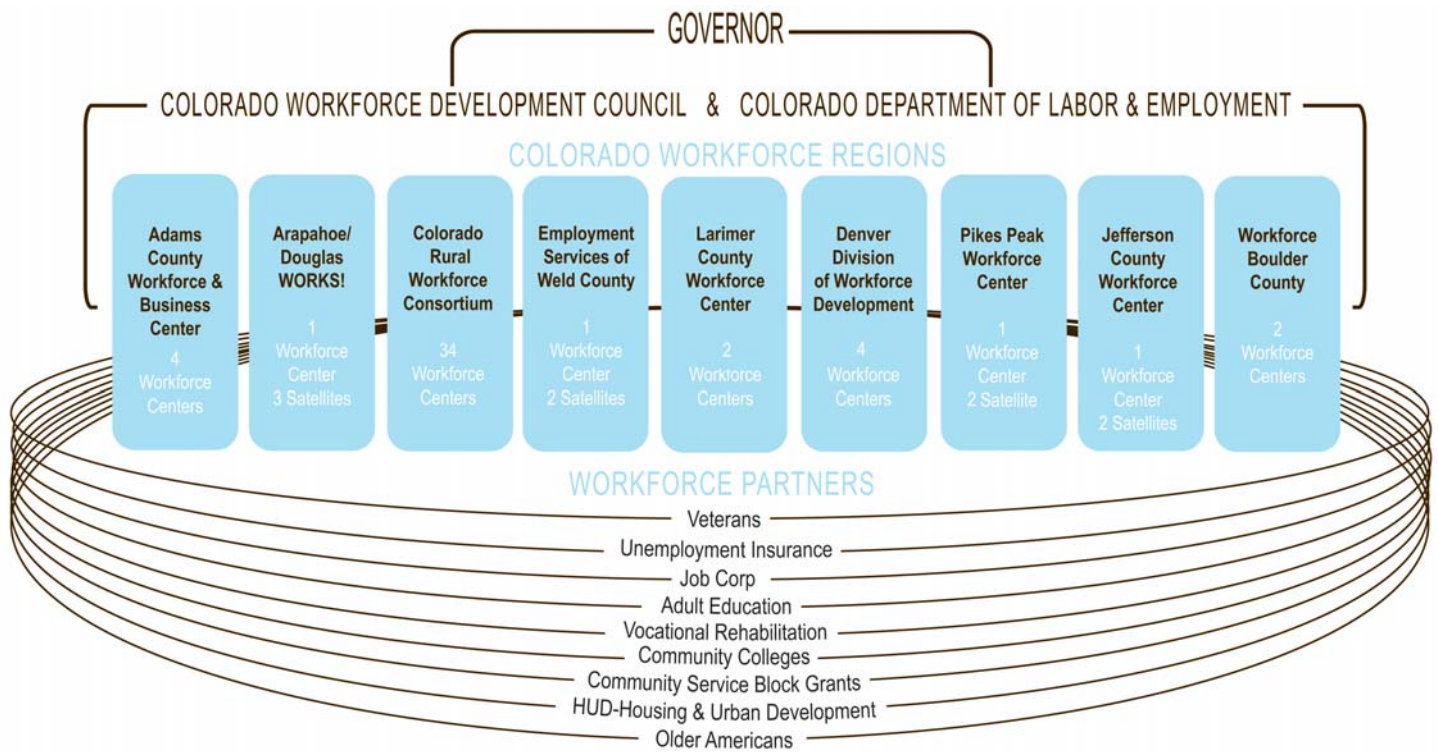 GOVERNOR
COLORADO WORKFORCE DEVELOPMENT COUNCIL & COLORADO DEPARTMENT OF LABOR & EMPLOYMENT
COLORADO WORKFORCE REGIONS
Adams
County
Workforce &
Business
Center
4
Workforce
Centers
Arapahoe/
Douglas
WORKS!
1
Workforce
Center
3 Satellites
Colorado
Rural
Workforce
Consortium
34
Workforce
Centers
Employment
Services of
Weld County
1
Workforce
Center
2 Satellites
Larimer
County
Workforce
Center
2
Workforce
Centers
Denver
Division
of Workforce
Development
4
Workforce
Centers
Pikes Peak
Workforce
Center
1
Workforce
Center
2 Satellite
Jefferson
County
Workforce
Center
1
Workforce
Center
2 Satellites
Workforce
Boulder
County
2
Workforce
Centers
WORKFORCE PARTNERS
Veterans
Unemployment Insurance
Job Corp
Adult Education
Vocational Rehabilitation
Community Colleges
Community Service Block Grants
HUD-Housing & Urban Development
Older Americans